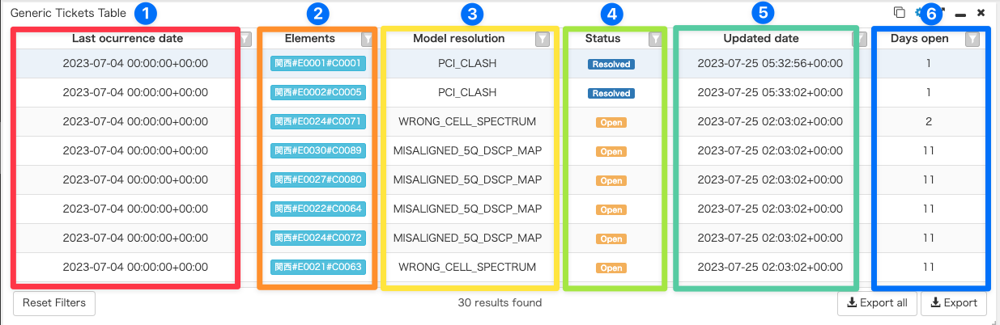 Generic Tickets Table 1 2 3 4 5 6
Last ocurrence date Elements Model resolution Status Updated date Days open
2023-07-04 00:00:00+00:00 関西#E0001#C0001 PCI_CLASH Resolved 2023-07-25 05:32:56+00:00 1
2023-07-04 00:00:00+00:00 関西#E0002#C0005 PCI_CLASH Resolved 2023-07-25 05:33:02+00:00 1
2023-07-04 00:00:00+00:00 関西#E0024#C0071 WRONG_CELL_SPECTRUM Open 2023-07-25 02:03:02+00:00 2
2023-07-04 00:00:00+00:00 関西#E0030#C0089 MISALIGNED_5Q_DSCP_MAP Open 2023-07-25 02:03:02+00:00 11
2023-07-04 00:00:00+00:00 関西#E0027#C0080 MISALIGNED_5Q_DSCP_MAP Open 2023-07-25 02:03:02+00:00 11
2023-07-04 00:00:00+00:00 関西#E0022#C0064 MISALIGNED_5Q_DSCP_MAP Open 2023-07-25 02:03:02+00:00 11
2023-07-04 00:00:00+00:00 関西#E0024#C0072 MISALIGNED_5Q_DSCP_MAP Open 2023-07-25 02:03:02+00:00 11
2023-07-04 00:00:00+00:00 関西#E0021#C0063 WRONG_CELL_SPECTRUM Open 2023-07-25 02:03:02+00:00 11
Reset Filters 30 results found Export all Export